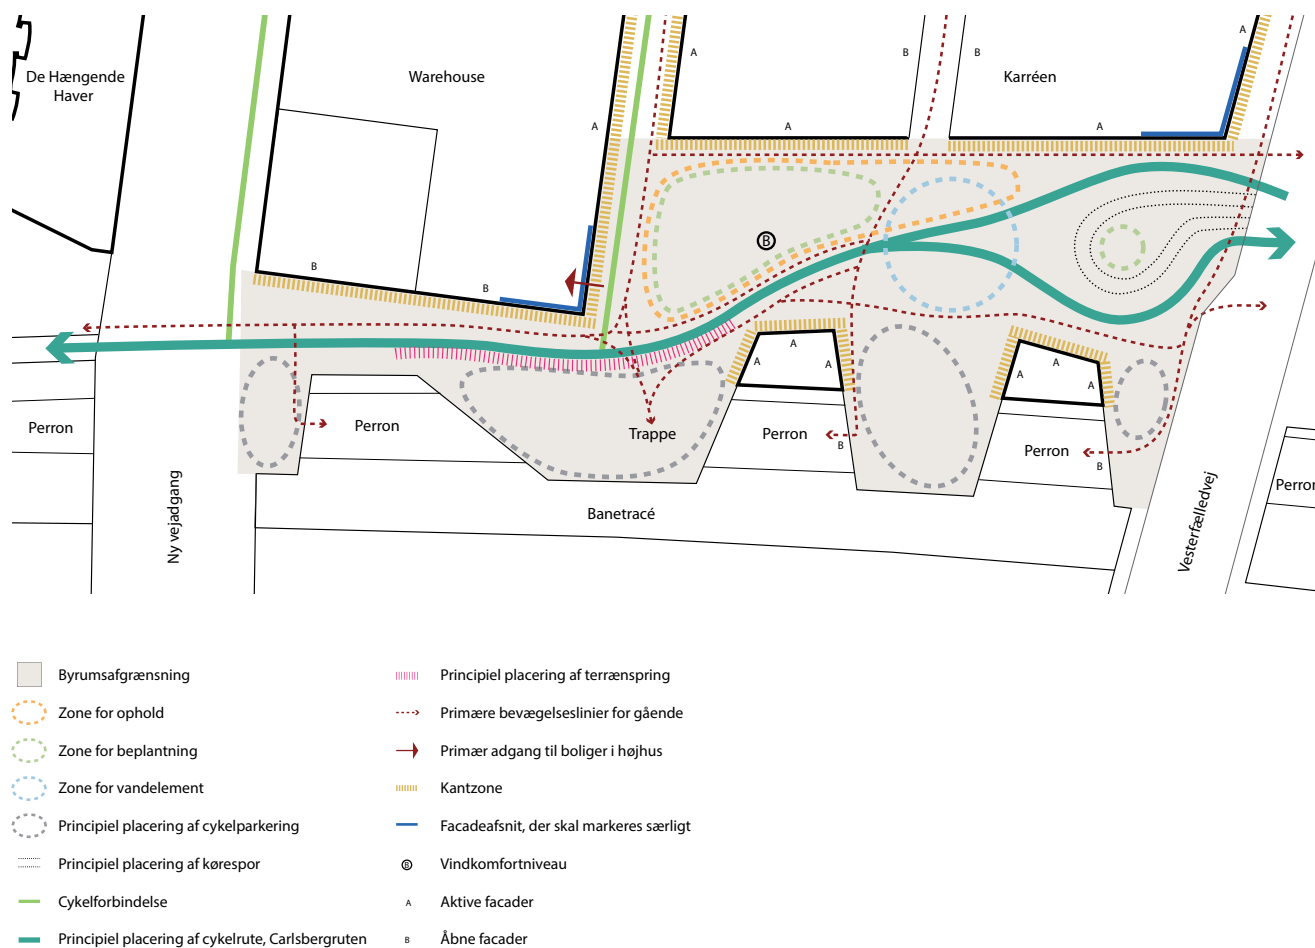 De Hængende
Haver
Warehouse
A
B
B
Karréen
A
A
A
A
B
B
B
B
A
A
A
A
A
A
Perron
Perron
Trappe
Perron
B
Perron
B
Perron
Ny vejadgang
Banetracé
Vesterfælledvej
Byrumsafgrænsning
Zone for ophold
Zone for beplantning
Zone for vandelement
Principiel placering af cykelparkering
Principiel placering af kørespor
Cykelforbindelse
Principiel placering af cykelrute, Carlsbergruten
Principiel placering af terrænspring
Primære bevægelseslinier for gående
Primær adgang til boliger i højhus
Kantzone
Facadeafsnit, der skal markeres særligt
B Vindkomfortniveau
A Aktive facader
B Åbne facader